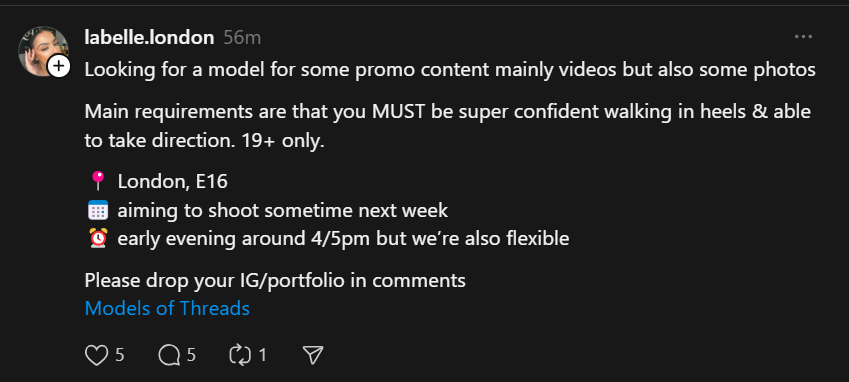 labelle.london 56m
Looking for a model for some promo content mainly videos but also some photos
Main requirements are that you MUST be super confident walking in heels & able
to take direction. 19+ only.
📍 London, E16
🗓️ aiming to shoot sometime next week
⏰ early evening around 4/5pm but we’re also flexible
Please drop your IG/portfolio in comments
Models of Threads
5 5 1